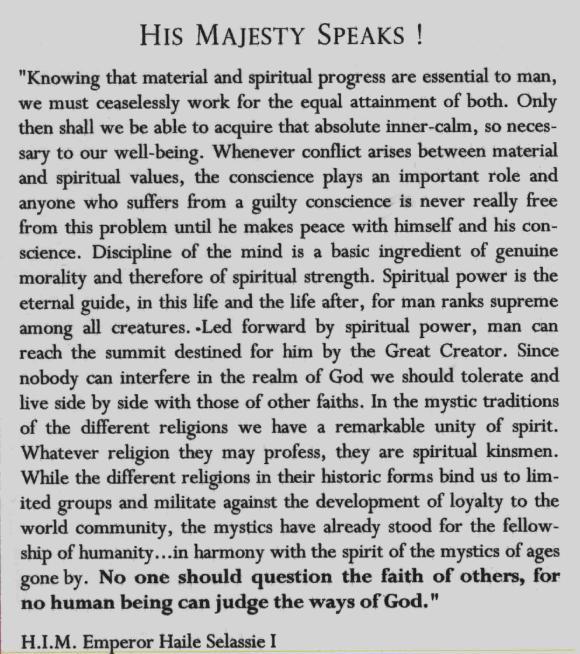 HIS MAJESTY SPEAKS !
"Knowing that material and spiritual progress are essential to man,
we must ceaselessly work for the equal attainment of both. Only
then shall we be able to acquire that absolute inner-calm, so neces-
sary to our well-being. Whenever conflict arises between material
and spiritual values, the conscience plays an important role and
anyone who suffers from a guilty conscience is never really free
from this problem until he makes peace with himself and his con-
science. Discipline of the mind is a basic ingredient of genuine
morality and therefore of spiritual strength. Spiritual power is the
eternal guide, in this life and the life after, for man ranks supreme
among all creatures. •Led forward by spiritual power, man can
reach the summit destined for him by the Great Creator. Since
nobody can interfere in the realm of God we should tolerate and
live side by side with those of other faiths. In the mystic traditions
of the different religions we have a remarkable unity of spirit.
Whatever religion they may profess, they are spiritual kinsmen.
While the different religions in their historic forms bind us to lim-
ited groups and militate against the development of loyalty to the
world community, the mystics have already stood for the fellow-
ship of humanity...in harmony with the spirit of the mystics of ages
gone by. No one should question the faith of others, for
no human being can judge the ways of God."
H.I.M. Emperor Haile Selassie I